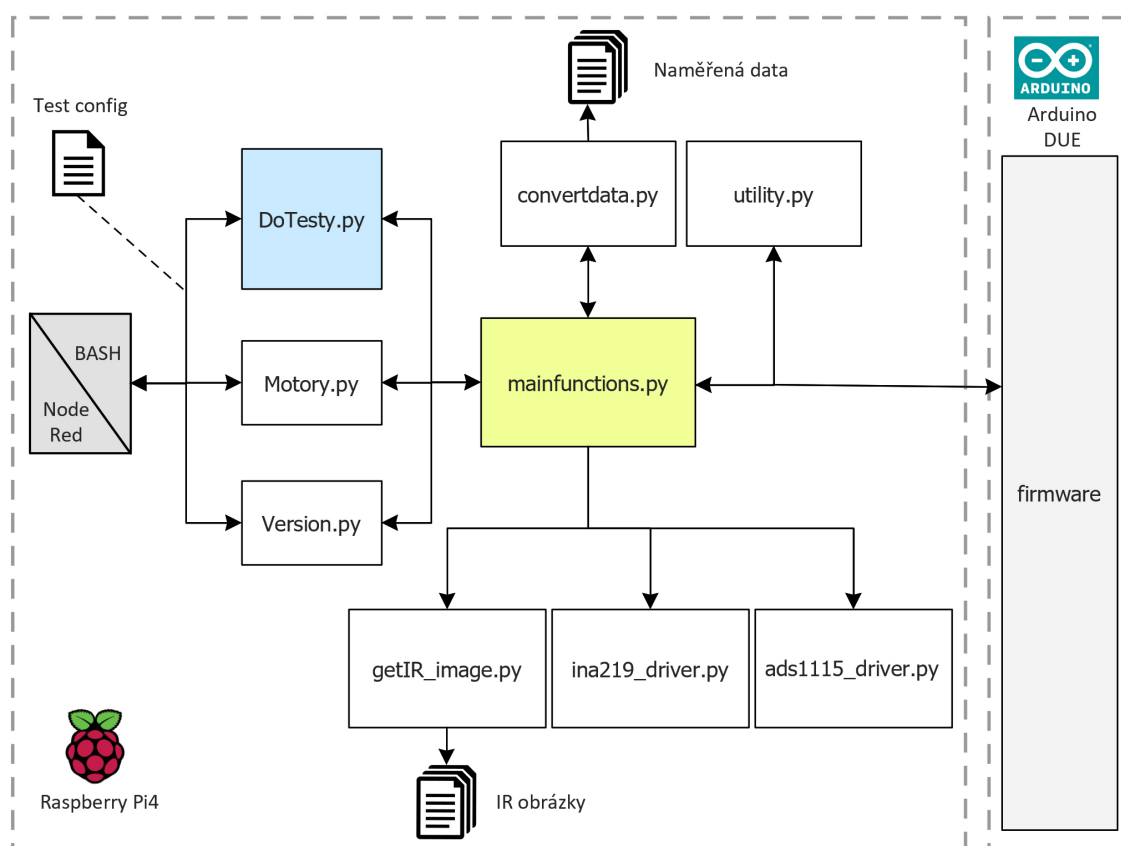 Naměřená data
ARDUINO
Arduino
DUE
Test config
convertdata.py
utility.py
DoTesty.py
BASH
Node
Red
Motory.py
mainfunctions.py
firmware
Version.py
getIR_image.py
ina219_driver.py
ads1115_driver.py
Raspberry Pi4
IR obrázky